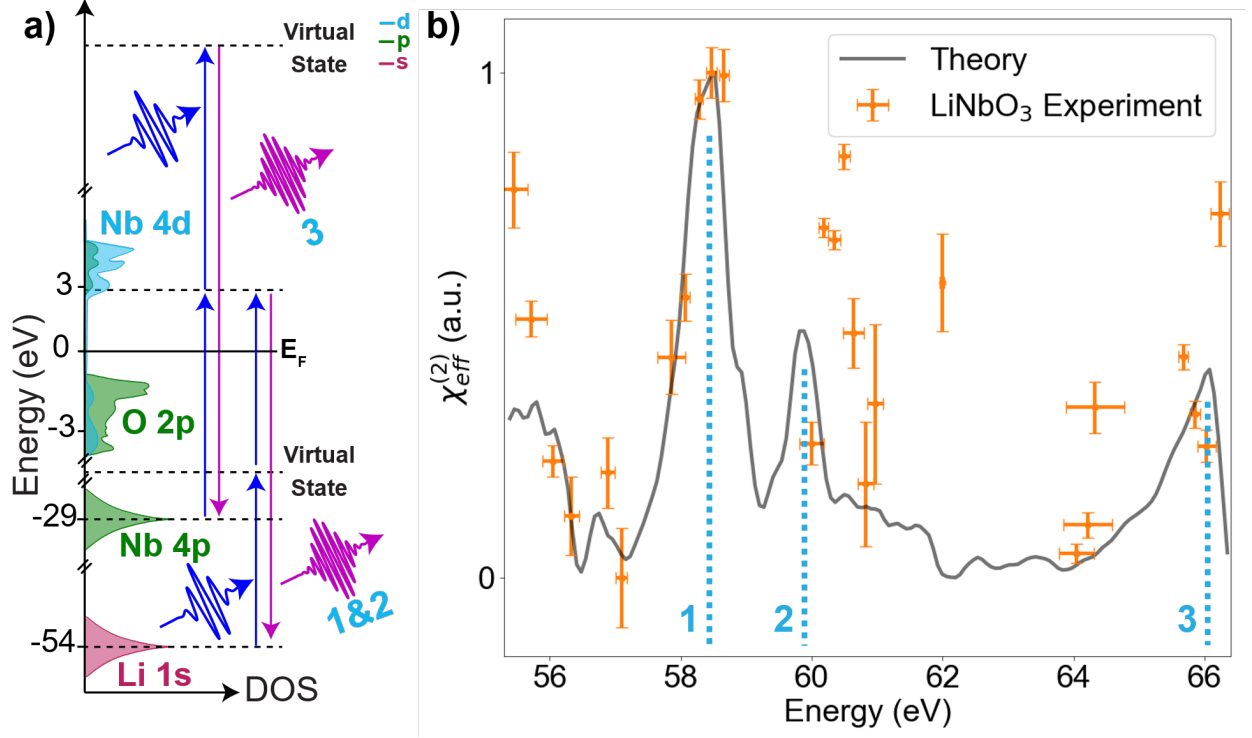 a)
Virtual
State
d
p
s
3
Nb 4d
3
0
E_F
O 2p
-3
Virtual
State
-29
Nb 4p
1&2
-54
Li 1s
DOS
Energy (eV)
b)
Theory
LiNbO₃ Experiment
1
0
χ_{eff}^{(2)} (a.u.)
1
2
3
56 58 60 62 64 66
Energy (eV)